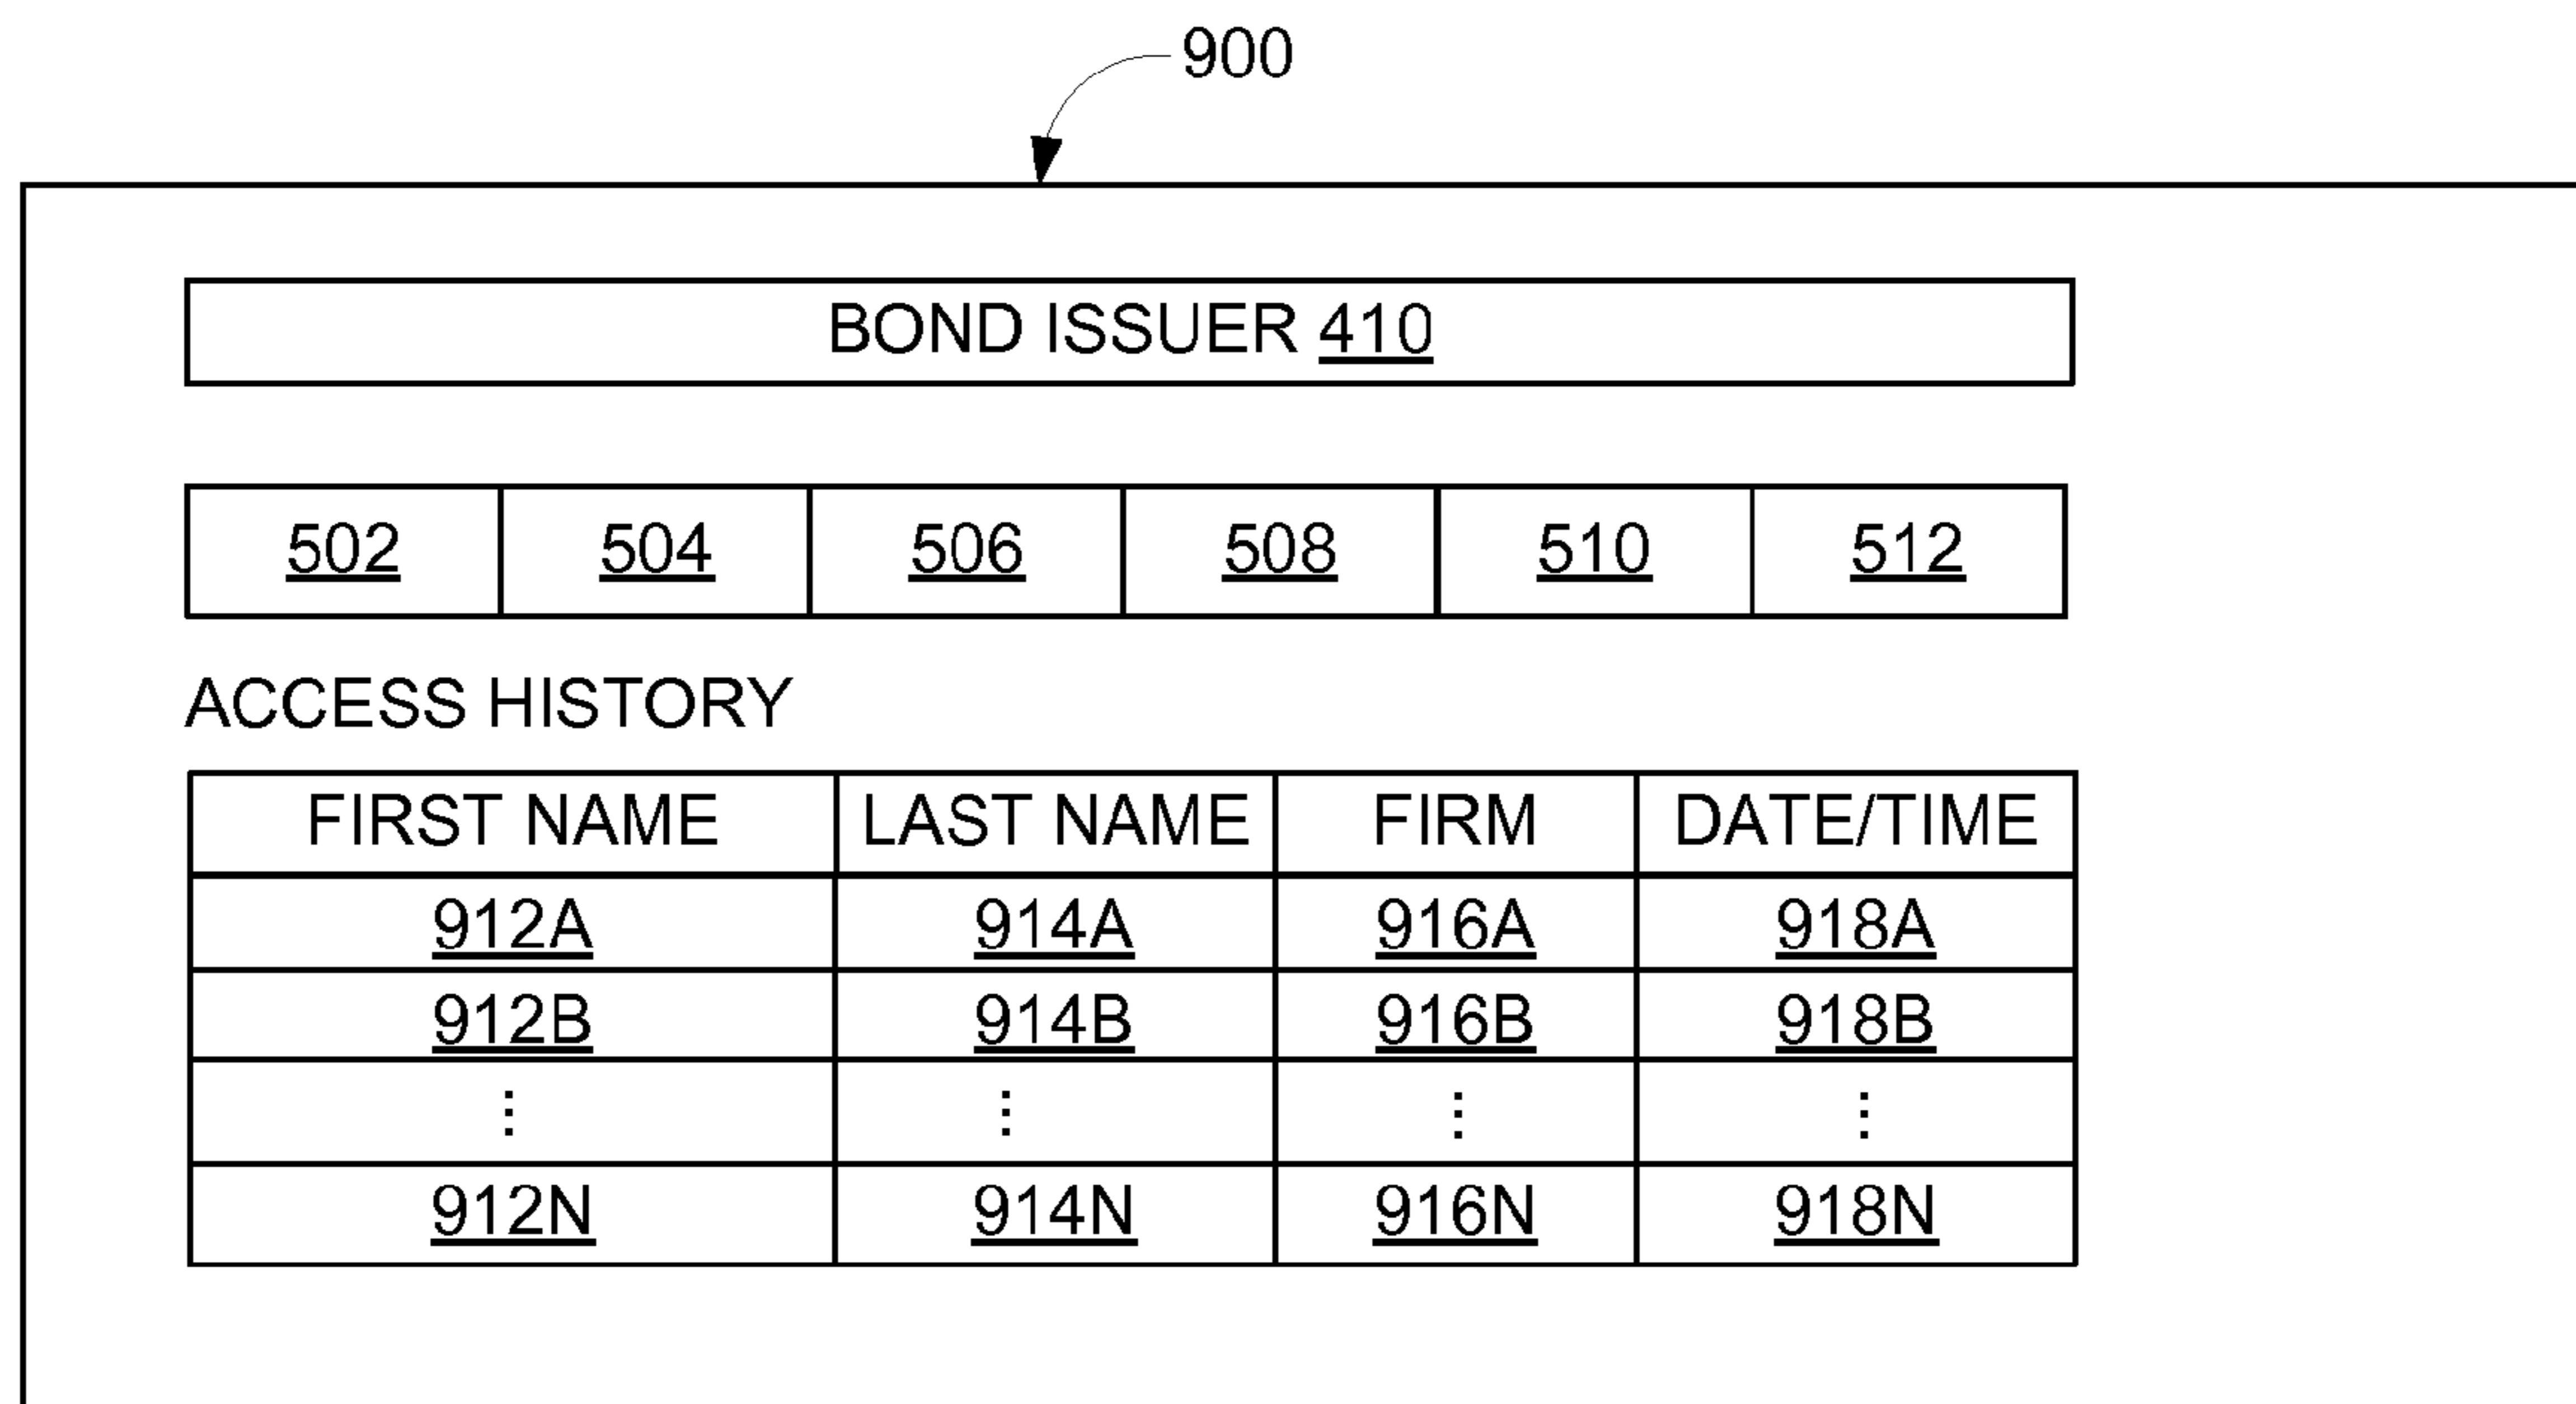 900
BOND ISSUER 410
502 504 506 508 510 512
ACCESS HISTORY
FIRST NAME LAST NAME FIRM DATE/TIME
912A 914A 916A 918A
912B 914B 916B 918B
⋮ ⋮ ⋮ ⋮
912N 914N 916N 918N